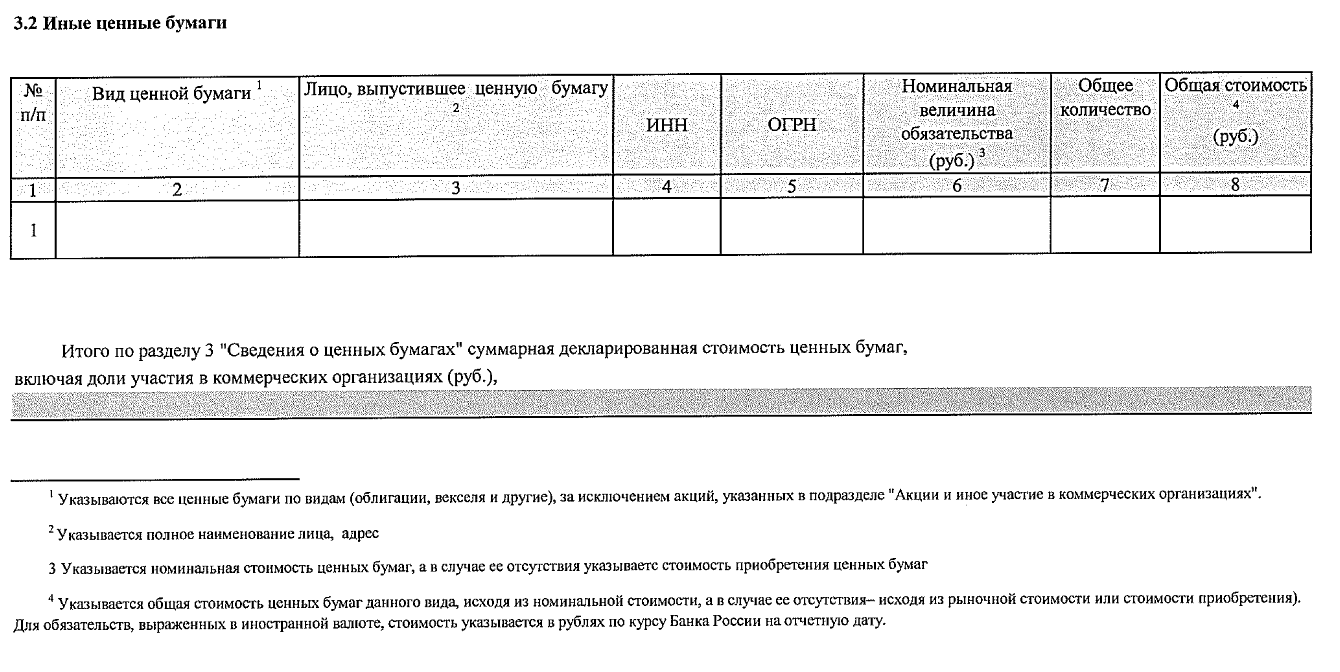 3.2 Иные ценные бумаги
№ п/п Вид ценной бумаги 1 Лицо, выпустившее ценную бумагу 2 ИНН ОГРН Номинальная величина обязательства (руб.) 3 Общее количество Общая стоимость 4 (руб.)
1 2 3 4 5 6 7 8
1
Итого по разделу 3 "Сведения о ценных бумагах" суммарная декларированная стоимость ценных бумаг,
включая доли участия в коммерческих организациях (руб.),
1 Указываются все ценные бумаги по видам (облигации, векселя и другие), за исключением акций, указанных в подразделе "Акции и иное участие в коммерческих организациях".
2 Указывается полное наименование лица, адрес
3 Указывается номинальная стоимость ценных бумаг, а в случае ее отсутствия указываетс стоимость приобретения ценных бумаг
4 Указывается общая стоимость ценных бумаг данного вида, исходя из номинальной стоимости, а в случае ее отсутствия– исходя из рыночной стоимости или стоимости приобретения).
Для обязательств, выраженных в иностранной валюте, стоимость указывается в рублях по курсу Банка России на отчетную дату.